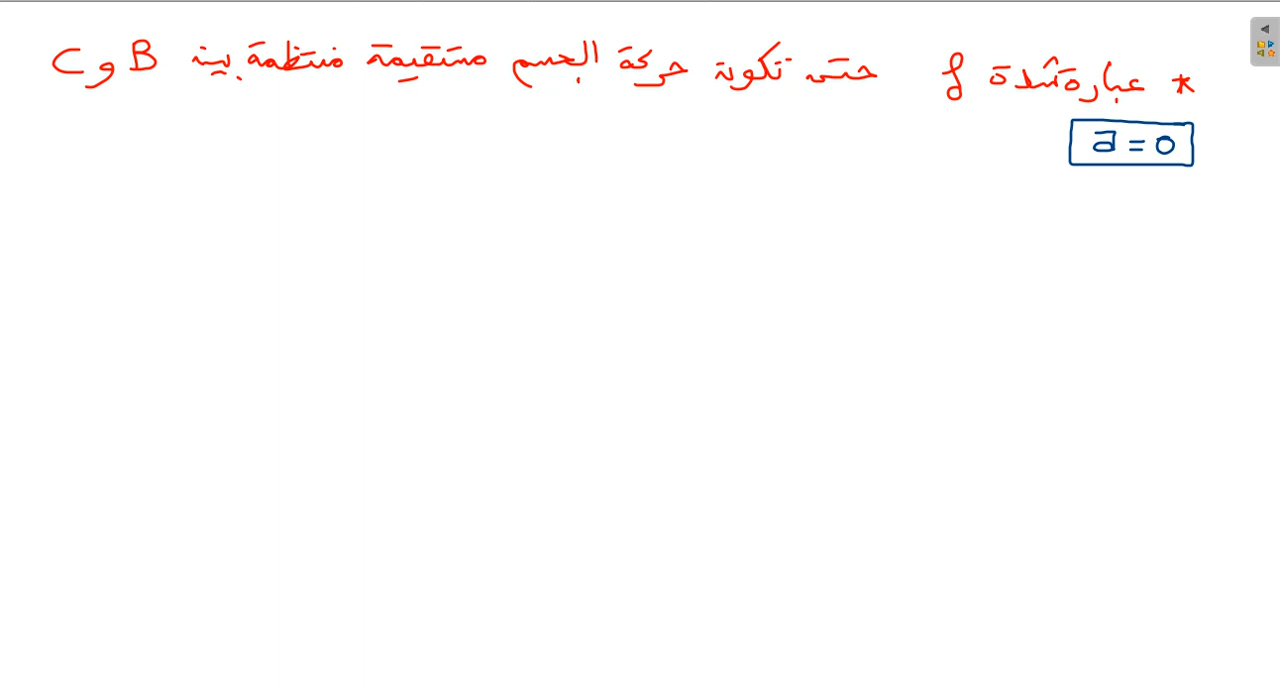 * عبارة شدة f حتى تكون حركة الجسم مستقيمة منتظمة بين B و C
a = 0